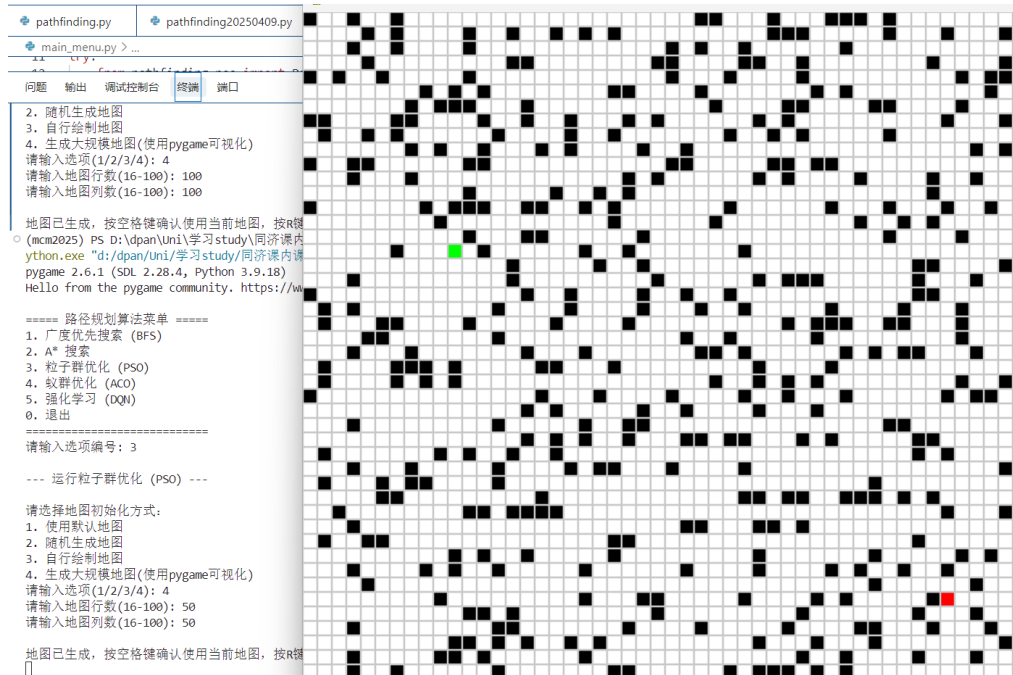 pathfinding.py
pathfinding20250409.py
main_menu.py > ...
11 try:
问题 输出 调试控制台 终端 端口
2. 随机生成地图
3. 自行绘制地图
4. 生成大规模地图(使用pygame可视化)
请输入选项(1/2/3/4): 4
请输入地图行数(16-100): 100
请输入地图列数(16-100): 100
地图已生成，按空格键确认使用当前地图，按R键
(mcm2025) PS D:\dpan\Uni\学习study\同济课内
ython.exe "d:/dpan/Uni/学习study/同济课内课
pygame 2.6.1 (SDL 2.28.4, Python 3.9.18)
Hello from the pygame community. https://ww
===== 路径规划算法菜单 =====
1. 广度优先搜索 (BFS)
2. A* 搜索
3. 粒子群优化 (PSO)
4. 蚁群优化 (ACO)
5. 强化学习 (DQN)
0. 退出
============================
请输入选项编号: 3
--- 运行粒子群优化 (PSO) ---
请选择地图初始化方式:
1. 使用默认地图
2. 随机生成地图
3. 自行绘制地图
4. 生成大规模地图(使用pygame可视化)
请输入选项(1/2/3/4): 4
请输入地图行数(16-100): 50
请输入地图列数(16-100): 50
地图已生成，按空格键确认使用当前地图，按R键